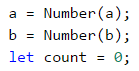 a = Number(a);
b = Number(b);
let count = 0;